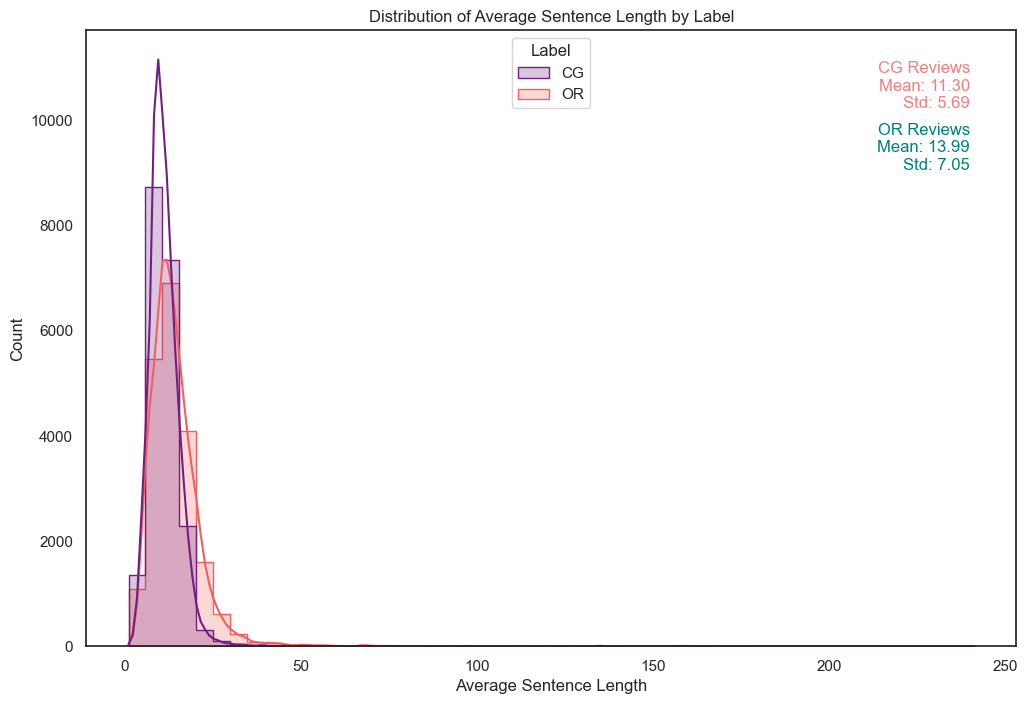 Distribution of Average Sentence Length by Label
Label
CG
OR
CG Reviews
Mean: 11.30
Std: 5.69
OR Reviews
Mean: 13.99
Std: 7.05
Count
10000
8000
6000
4000
2000
0
0 50 100 150 200 250
Average Sentence Length